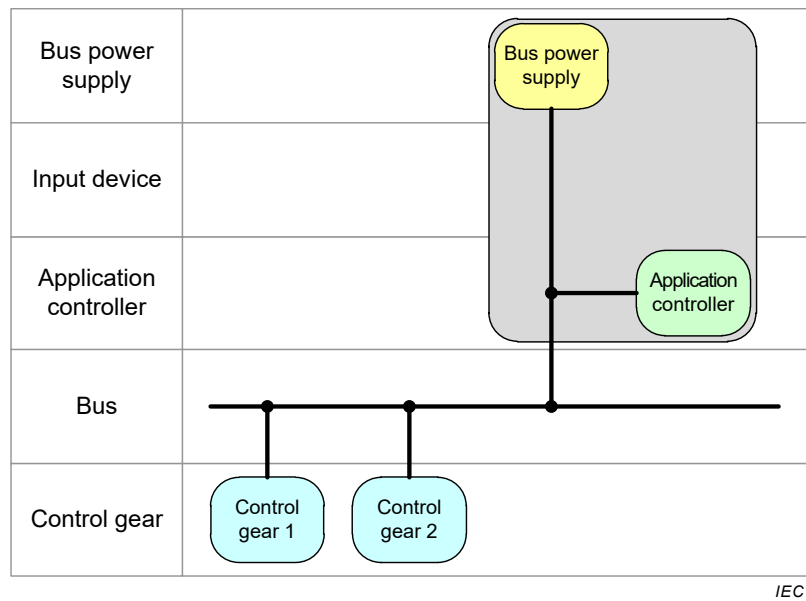 Bus power
supply
Bus power
supply
Input device
Application
controller
Application
controller
Bus
Control gear
Control
gear 1
Control
gear 2
IEC